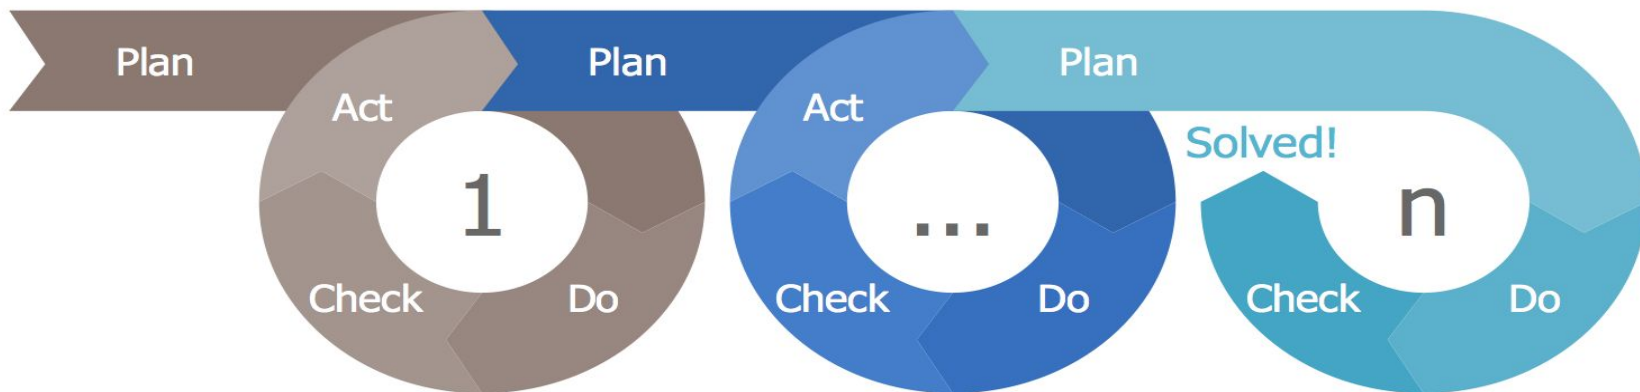 Plan
Act
1
Check
Do
Plan
Act
...
Check
Do
Plan
Solved!
n
Check
Do